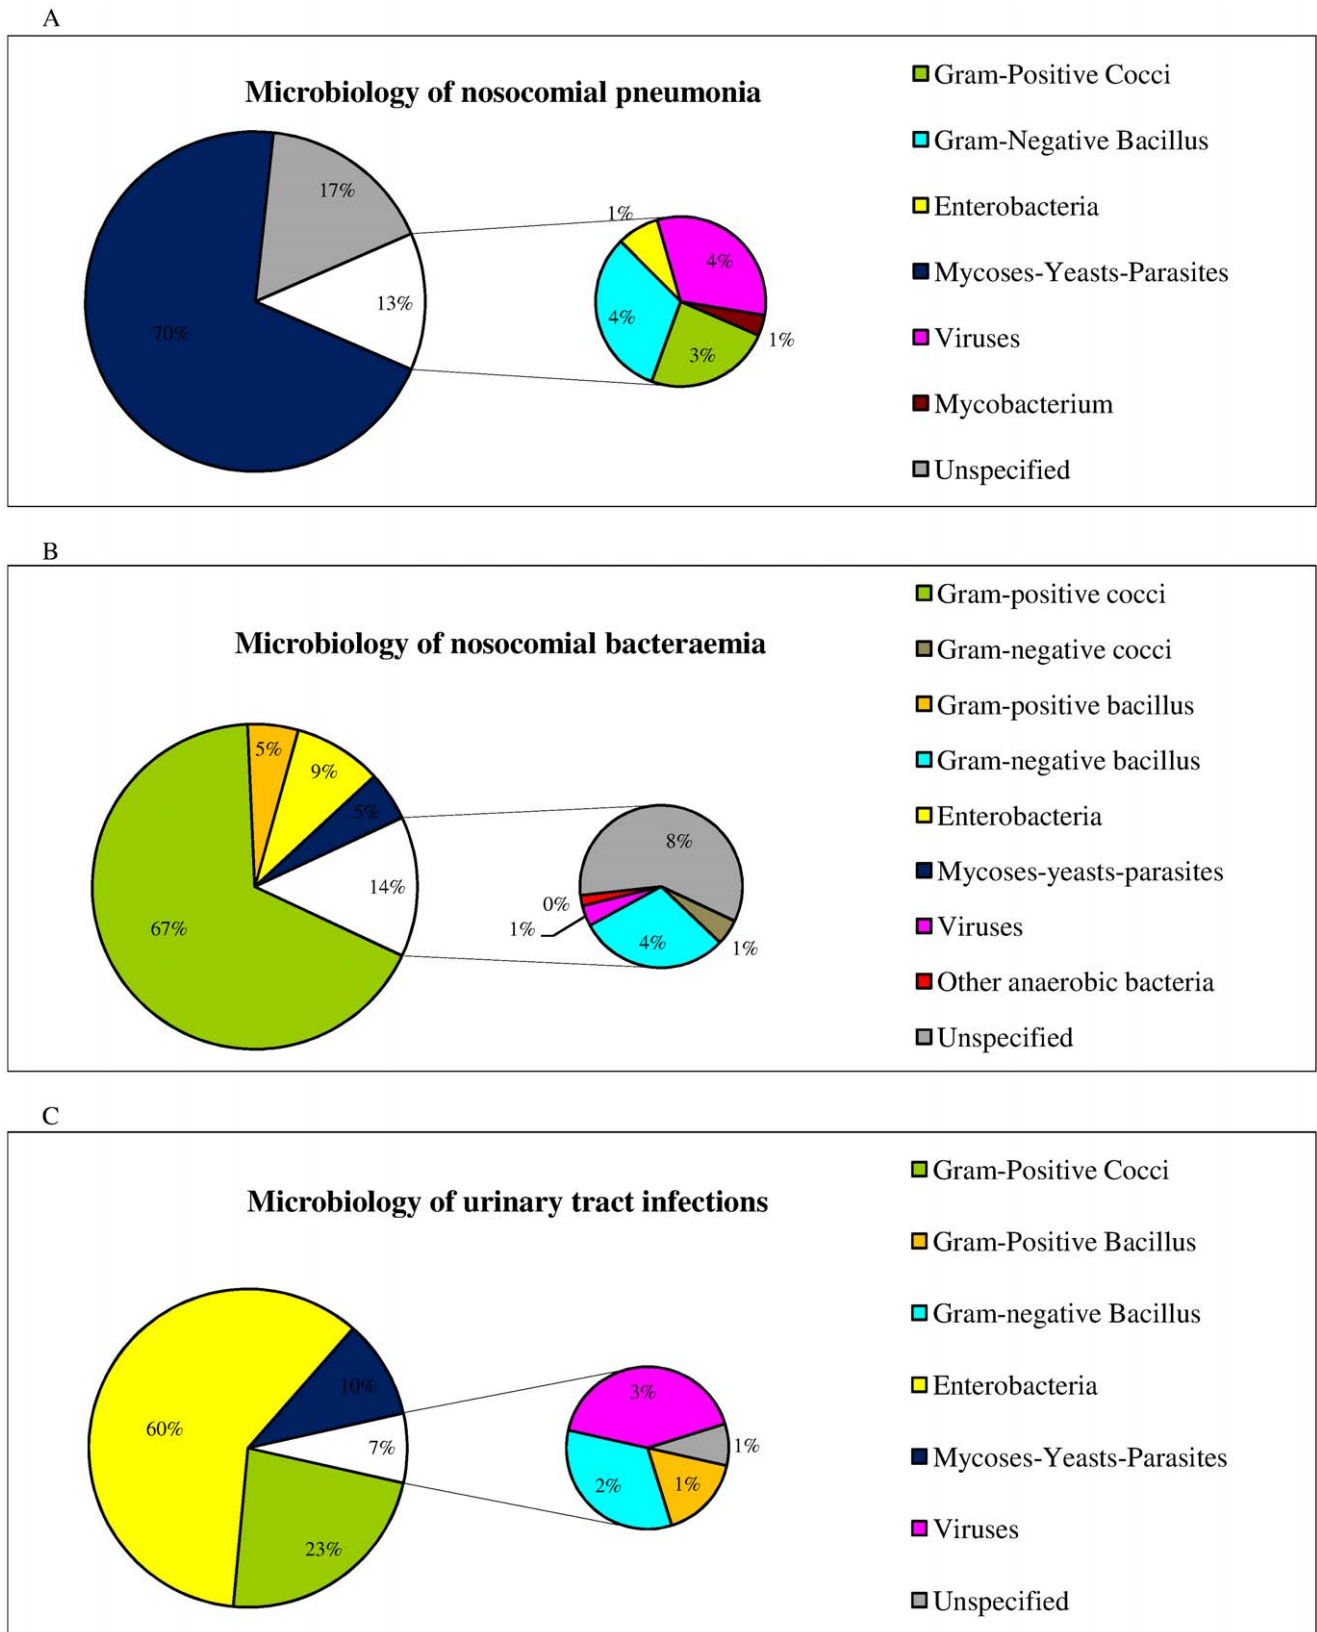 A
Microbiology of nosocomial pneumonia
17%
13%
70%
1%
4%
4%
3%
1%
Gram-Positive Cocci
Gram-Negative Bacillus
Enterobacteria
Mycoses-Yeasts-Parasites
Viruses
Mycobacterium
Unspecified
B
Microbiology of nosocomial bacteraemia
5%
9%
5%
14%
67%
8%
0%
1%
4%
1%
Gram-positive cocci
Gram-negative cocci
Gram-positive bacillus
Gram-negative bacillus
Enterobacteria
Mycoses-yeasts-parasites
Viruses
Other anaerobic bacteria
Unspecified
C
Microbiology of urinary tract infections
10%
60%
7%
23%
3%
1%
2%
1%
Gram-Positive Cocci
Gram-Positive Bacillus
Gram-negative Bacillus
Enterobacteria
Mycoses-Yeasts-Parasites
Viruses
Unspecified